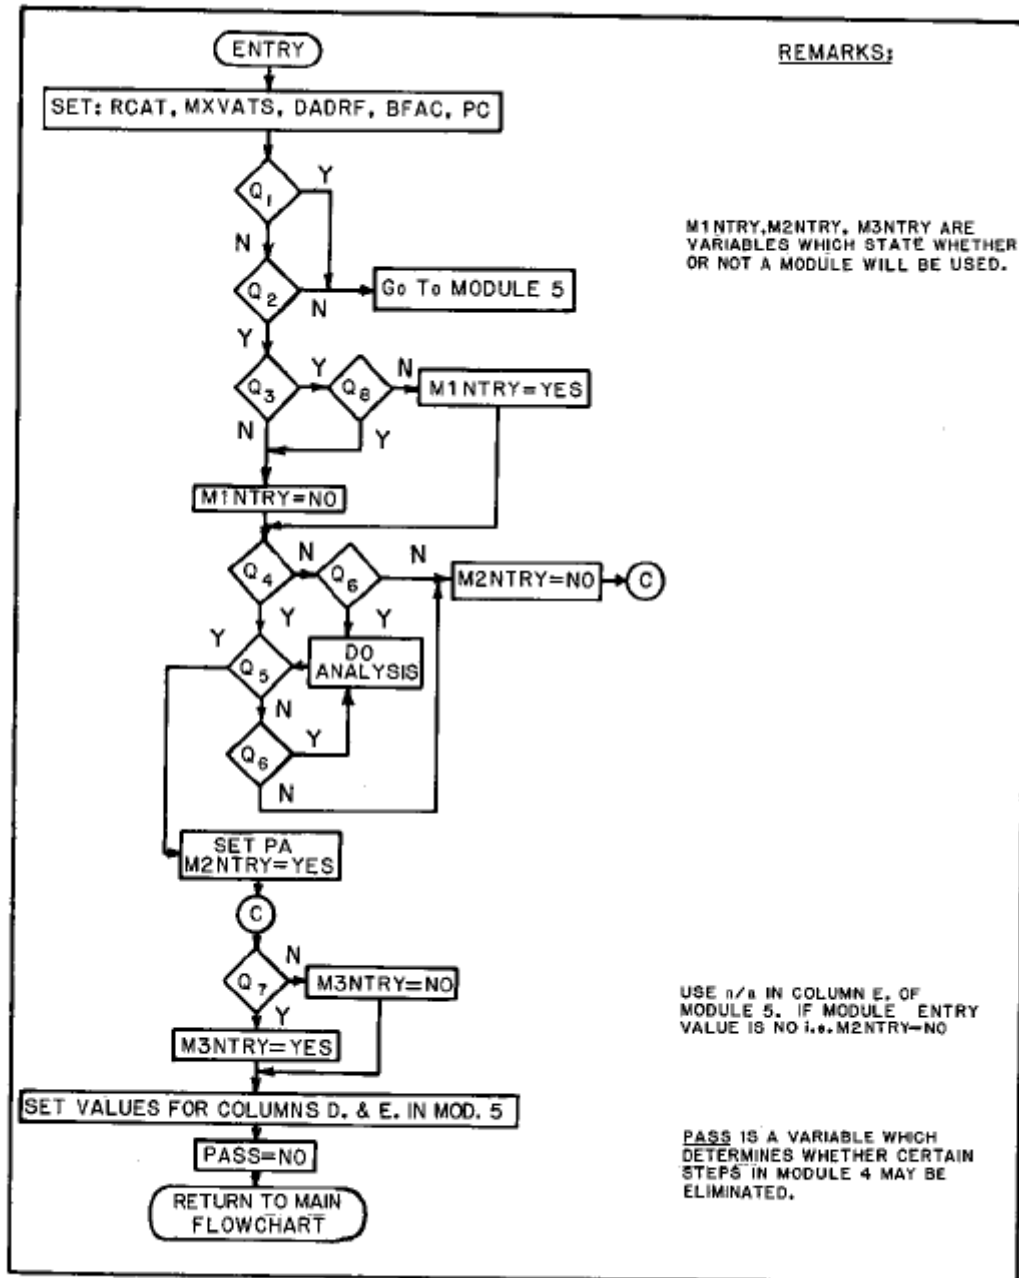 ENTRY
REMARKS:
SET: RCAT, MXVATS, DADRF, BFAC, PC
Y
Q1
N
M1NTRY,M2NTRY, M3NTRY ARE
VARIABLES WHICH STATE WHETHER
OR NOT A MODULE WILL BE USED.
Q2
N
Go To MODULE 5
Y
Q3
Y
Q8
N
M1NTRY=YES
N
Y
M1NTRY=NO
Q4
N
Q6
N
M2NTRY=NO
C
Y
Y
Y
Q5
DO
ANALYSIS
N
Q6
Y
N
SET PA
M2NTRY=YES
C
Q7
N
M3NTRY=NO
Y
M3NTRY=YES
USE n/a IN COLUMN E. OF
MODULE 5. IF MODULE ENTRY
VALUE IS NO i.e.M2NTRY=NO
SET VALUES FOR COLUMNS D. & E. IN MOD. 5
PASS=NO
PASS IS A VARIABLE WHICH
DETERMINES WHETHER CERTAIN
STEPS IN MODULE 4 MAY BE
ELIMINATED.
RETURN TO MAIN
FLOWCHART